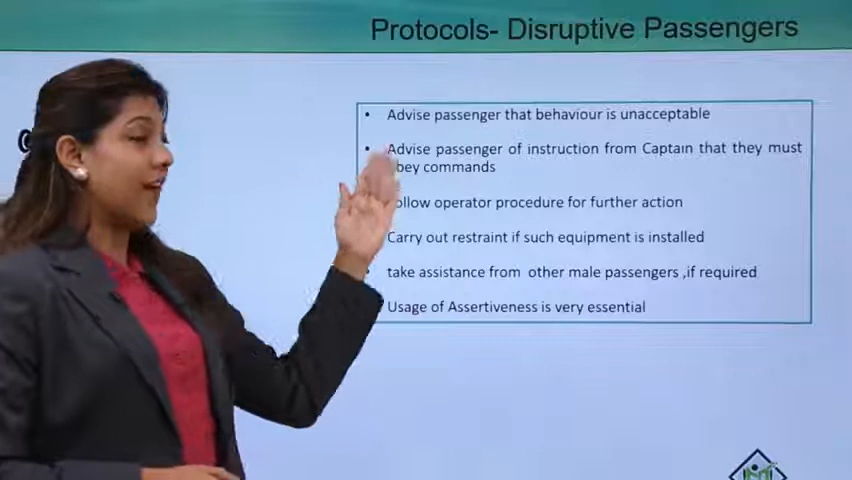 Protocols- Disruptive Passengers
• Advise passenger that behaviour is unacceptable
• Advise passenger of instruction from Captain that they must
bey commands
ollow operator procedure for further action
Carry out restraint if such equipment is installed
take assistance from other male passengers ,if required
Usage of Assertiveness is very essential